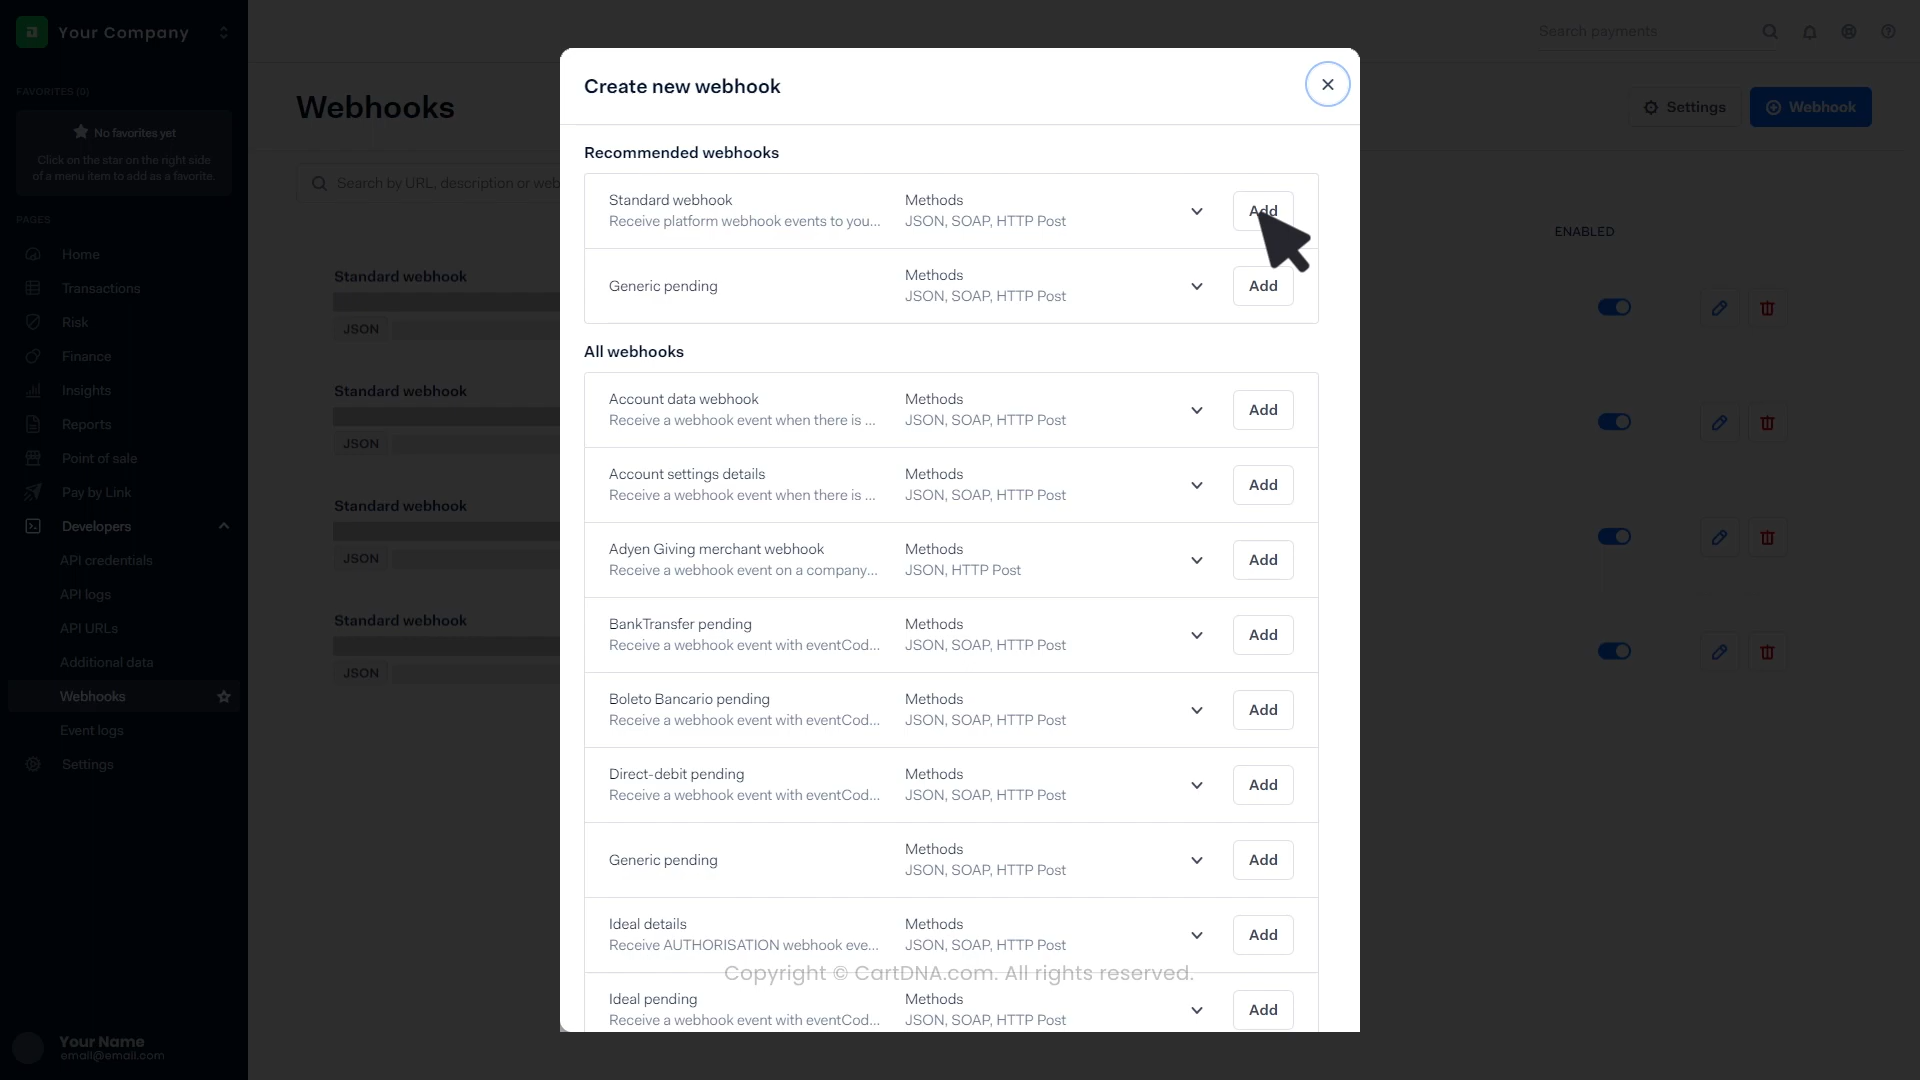 Your Company
Search payments
FAVORITES (0)
No favorites yet
Click on the star on the right side
of a menu item to add as a favorite.
PAGES
Home
Transactions
Risk
Finance
Insights
Reports
Point of sale
Pay by Link
Developers
API credentials
API logs
API URLs
Additional data
Webhooks
Event logs
Settings
Your Name
email@email.com
Webhooks
Settings
Webhook
Search by URL, description or web
ENABLED
Standard webhook
JSON
Standard webhook
JSON
Standard webhook
JSON
Standard webhook
JSON
Create new webhook
Recommended webhooks
Standard webhook Methods
Receive platform webhook events to you... JSON, SOAP, HTTP Post Add
Generic pending Methods
JSON, SOAP, HTTP Post Add
All webhooks
Account data webhook Methods
Receive a webhook event when there is ... JSON, SOAP, HTTP Post Add
Account settings details Methods
Receive a webhook event when there is ... JSON, SOAP, HTTP Post Add
Adyen Giving merchant webhook Methods
Receive a webhook event on a company... JSON, HTTP Post Add
BankTransfer pending Methods
Receive a webhook event with eventCod... JSON, SOAP, HTTP Post Add
Boleto Bancario pending Methods
Receive a webhook event with eventCod... JSON, SOAP, HTTP Post Add
Direct-debit pending Methods
Receive a webhook event with eventCod... JSON, SOAP, HTTP Post Add
Generic pending Methods
JSON, SOAP, HTTP Post Add
Ideal details Methods
Receive AUTHORISATION webhook eve... JSON, SOAP, HTTP Post Add
Copyright © CartDNA.com. All rights reserved.
Ideal pending Methods
Receive a webhook event with eventCod... JSON, SOAP, HTTP Post Add